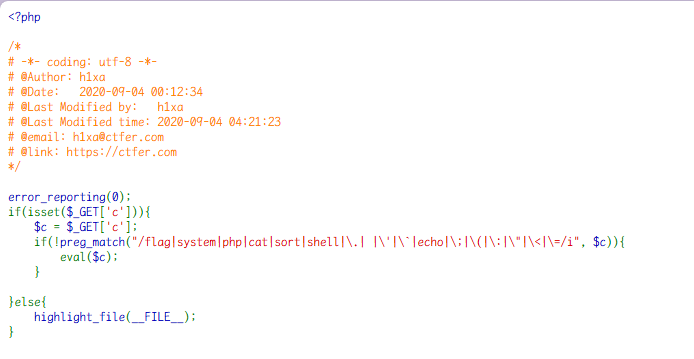 <?php
/*
# -*- coding: utf-8 -*-
# @Author: h1xa
# @Date:   2020-09-04 00:12:34
# @Last Modified by:   h1xa
# @Last Modified time: 2020-09-04 04:21:23
# @email: h1xa@ctfer.com
# @link: https://ctfer.com
*/
error_reporting(0);
if(isset($_GET['c'])){
    $c = $_GET['c'];
    if(!preg_match("/flag|system|php|cat|sort|shell|\.| |\'|\`|echo|\;|\(|\:|\"|\<|\=/i", $c)){
        eval($c);
    }
}else{
    highlight_file(__FILE__);
}